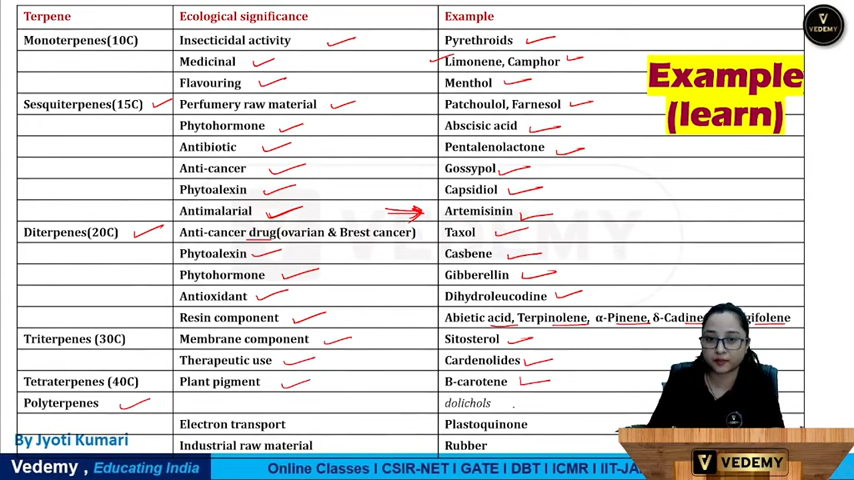 Terpene Ecological significance Example
Monoterpenes(10C) Insecticidal activity Pyrethroids
Medicinal Limonene, Camphor
Flavouring Menthol
Sesquiterpenes(15C) Perfumery raw material Patchoulol, Farnesol
Phytohormone Abscisic acid
Antibiotic Pentalenolactone
Anti-cancer Gossypol
Phytoalexin Capsidiol
Antimalarial Artemisinin
Diterpenes(20C) Anti-cancer drug(ovarian & Brest cancer) Taxol
Phytoalexin Casbene
Phytohormone Gibberellin
Antioxidant Dihydroleucodine
Resin component Abietic acid, Terpinolene, α-Pinene, δ-Cadine gifolene
Triterpenes (30C) Membrane component Sitosterol
Therapeutic use Cardenolides
Tetraterpenes (40C) Plant pigment B-carotene
Polyterpenes dolichols
Electron transport Plastoquinone
Industrial raw material Rubber
Example
(learn)
VEDEMY
VEDEMY
By Jyoti Kumari
Vedemy , Educating India Online Classes I CSIR-NET I GATE I DBT I ICMR I IIT-JA
V VEDEMY